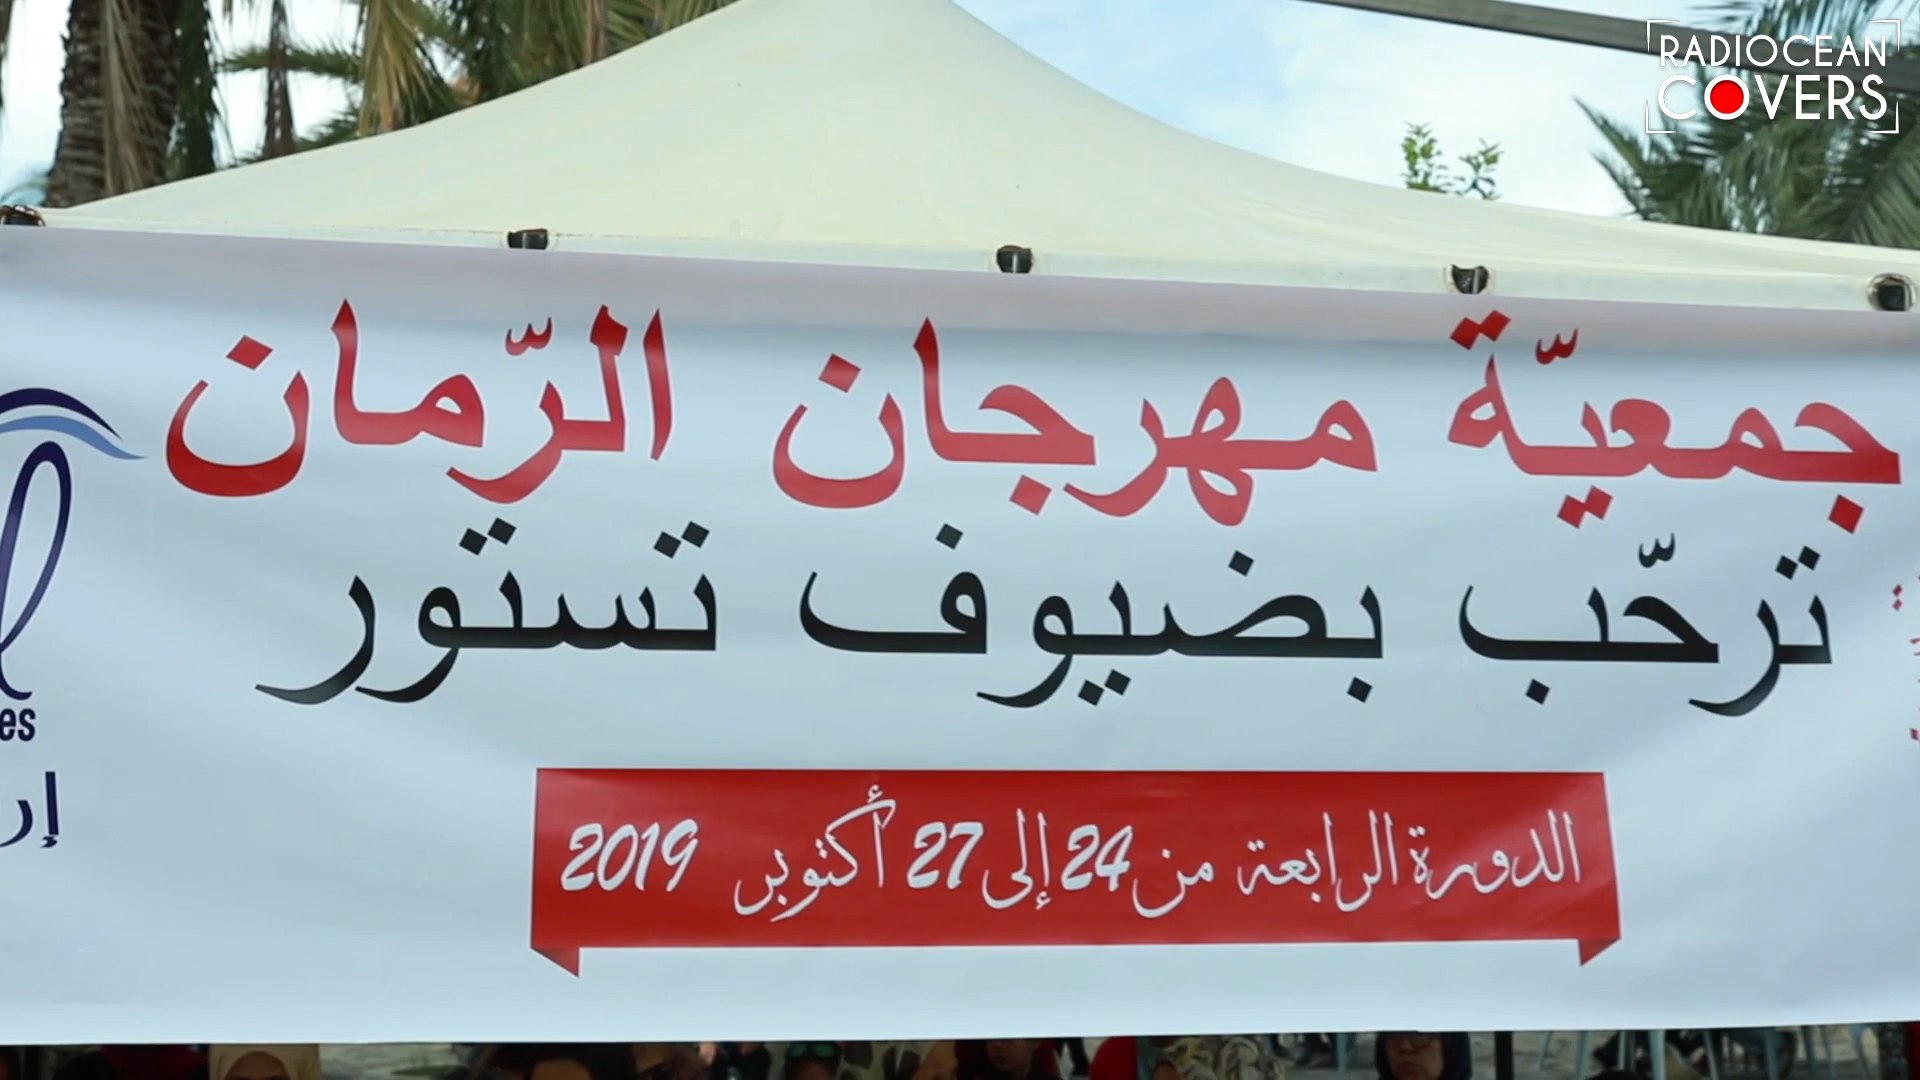 RADIOCEAN
COVERS
جمعيّة مهرجان الرّمان
ترحّب بضيوف تستور
الدورة الرابعة من 24 إلى 27 أكتوبر 2019